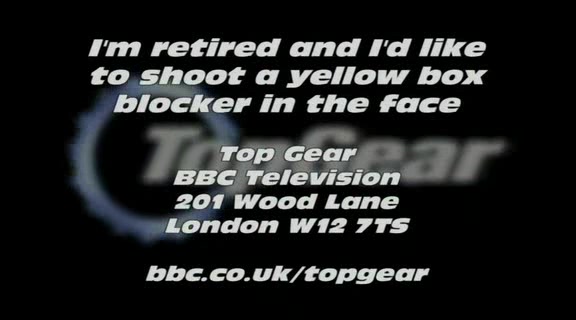 I'm retired and I'd like
to shoot a yellow box
blocker in the face
TopGear
Top Gear
BBC Television
201 Wood Lane
London W12 7TS
bbc.co.uk/topgear